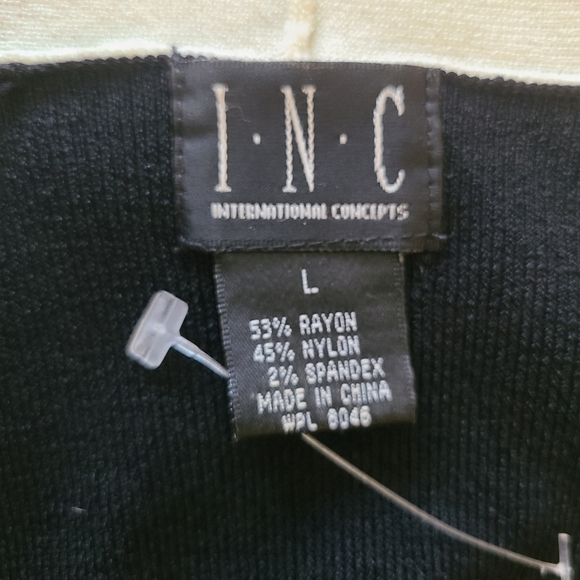 I·N·C
INTERNATIONAL CONCEPTS
L
53% RAYON
45% NYLON
2% SPANDEX
MADE IN CHINA
WPL 8046